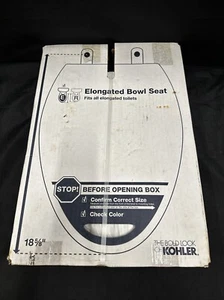 Elongated Bowl Seat
Fits all elongated toilets
STOP!
BEFORE OPENING BOX
Confirm Correct Size
Check Color
18⅝"
THE BOLD LOOK
OF KOHLER